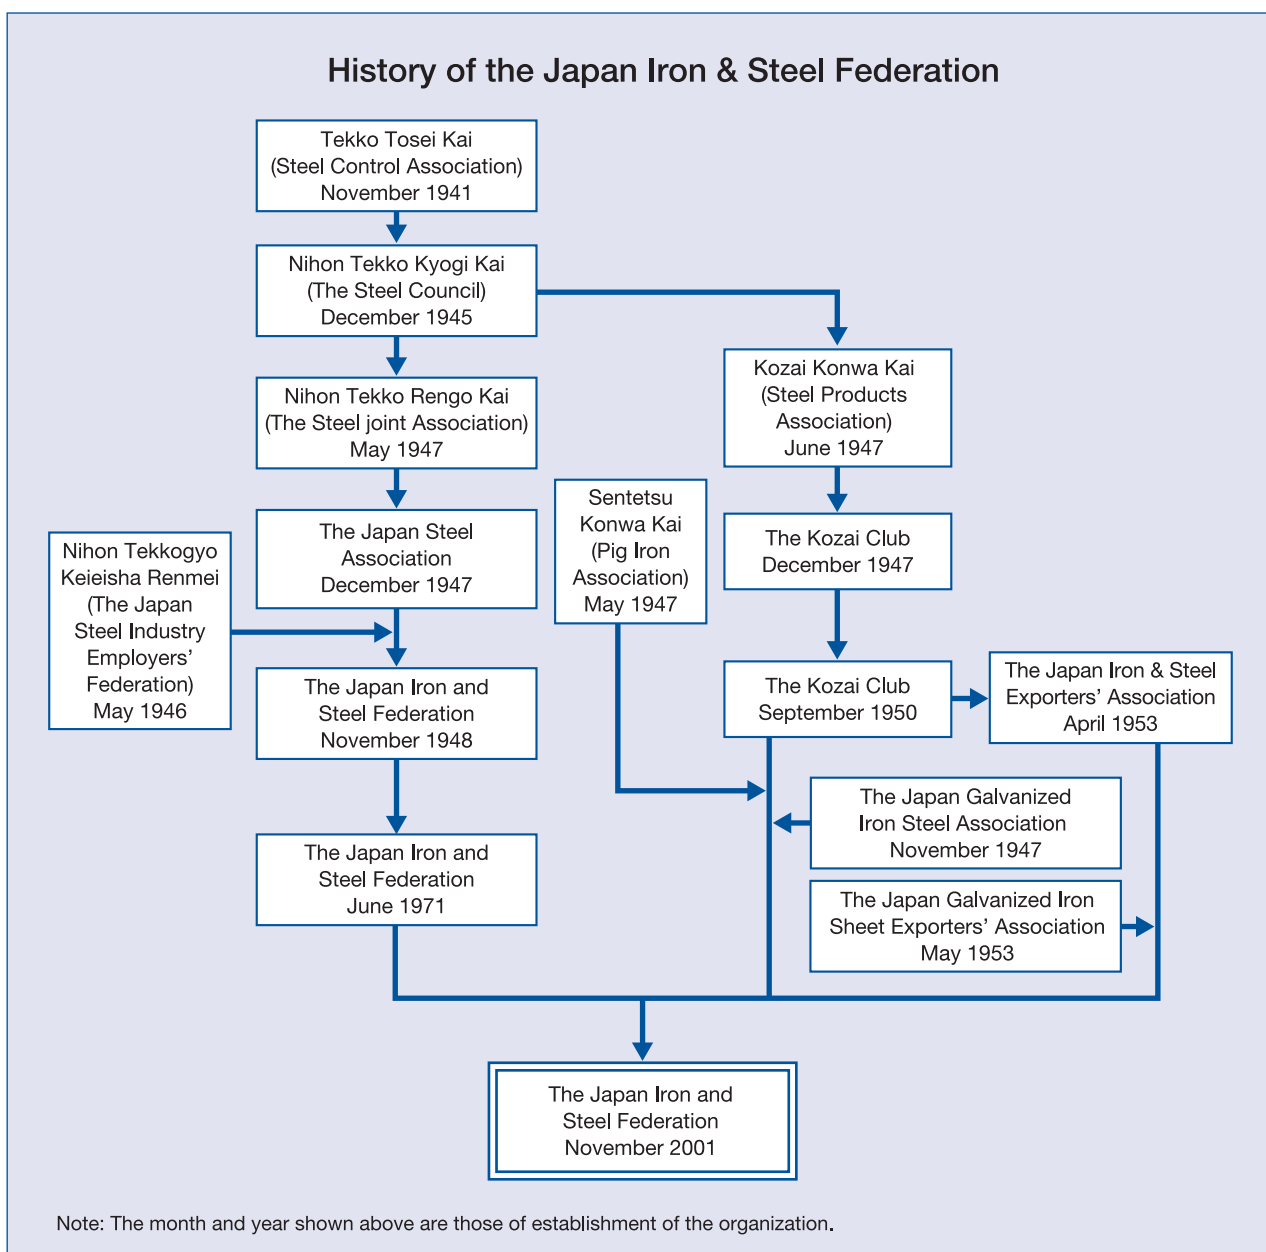 History of the Japan Iron & Steel Federation
Tekko Tosei Kai
(Steel Control Association)
November 1941
Nihon Tekko Kyogi Kai
(The Steel Council)
December 1945
Nihon Tekko Rengo Kai
(The Steel joint Association)
May 1947
Kozai Konwa Kai
(Steel Products
Association)
June 1947
The Japan Steel
Association
December 1947
Sentetsu
Konwa Kai
(Pig Iron
Association)
May 1947
The Kozai Club
December 1947
Nihon Tekkogyo
Keieisha Renmei
(The Japan
Steel Industry
Employers’
Federation)
May 1946
The Japan Iron and
Steel Federation
November 1948
The Kozai Club
September 1950
The Japan Iron & Steel
Exporters’ Association
April 1953
The Japan Galvanized
Iron Steel Association
November 1947
The Japan Iron and
Steel Federation
June 1971
The Japan Galvanized Iron
Sheet Exporters’ Association
May 1953
The Japan Iron and
Steel Federation
November 2001
Note: The month and year shown above are those of establishment of the organization.